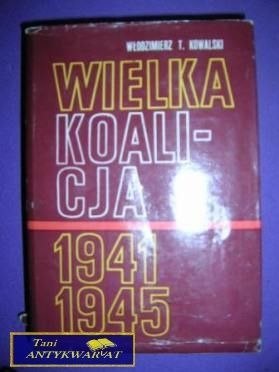 WŁODZIMIERZ T. KOWALSKI
WIELKA
KOALI-
CJA
1941
1945
Tani
ANTYKWARIAT